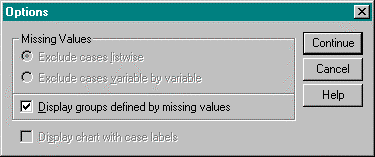 Options
Missing Values
Exclude cases listwise
Exclude cases variable by variable
Display groups defined by missing values
Display chart with case labels
Continue
Cancel
Help